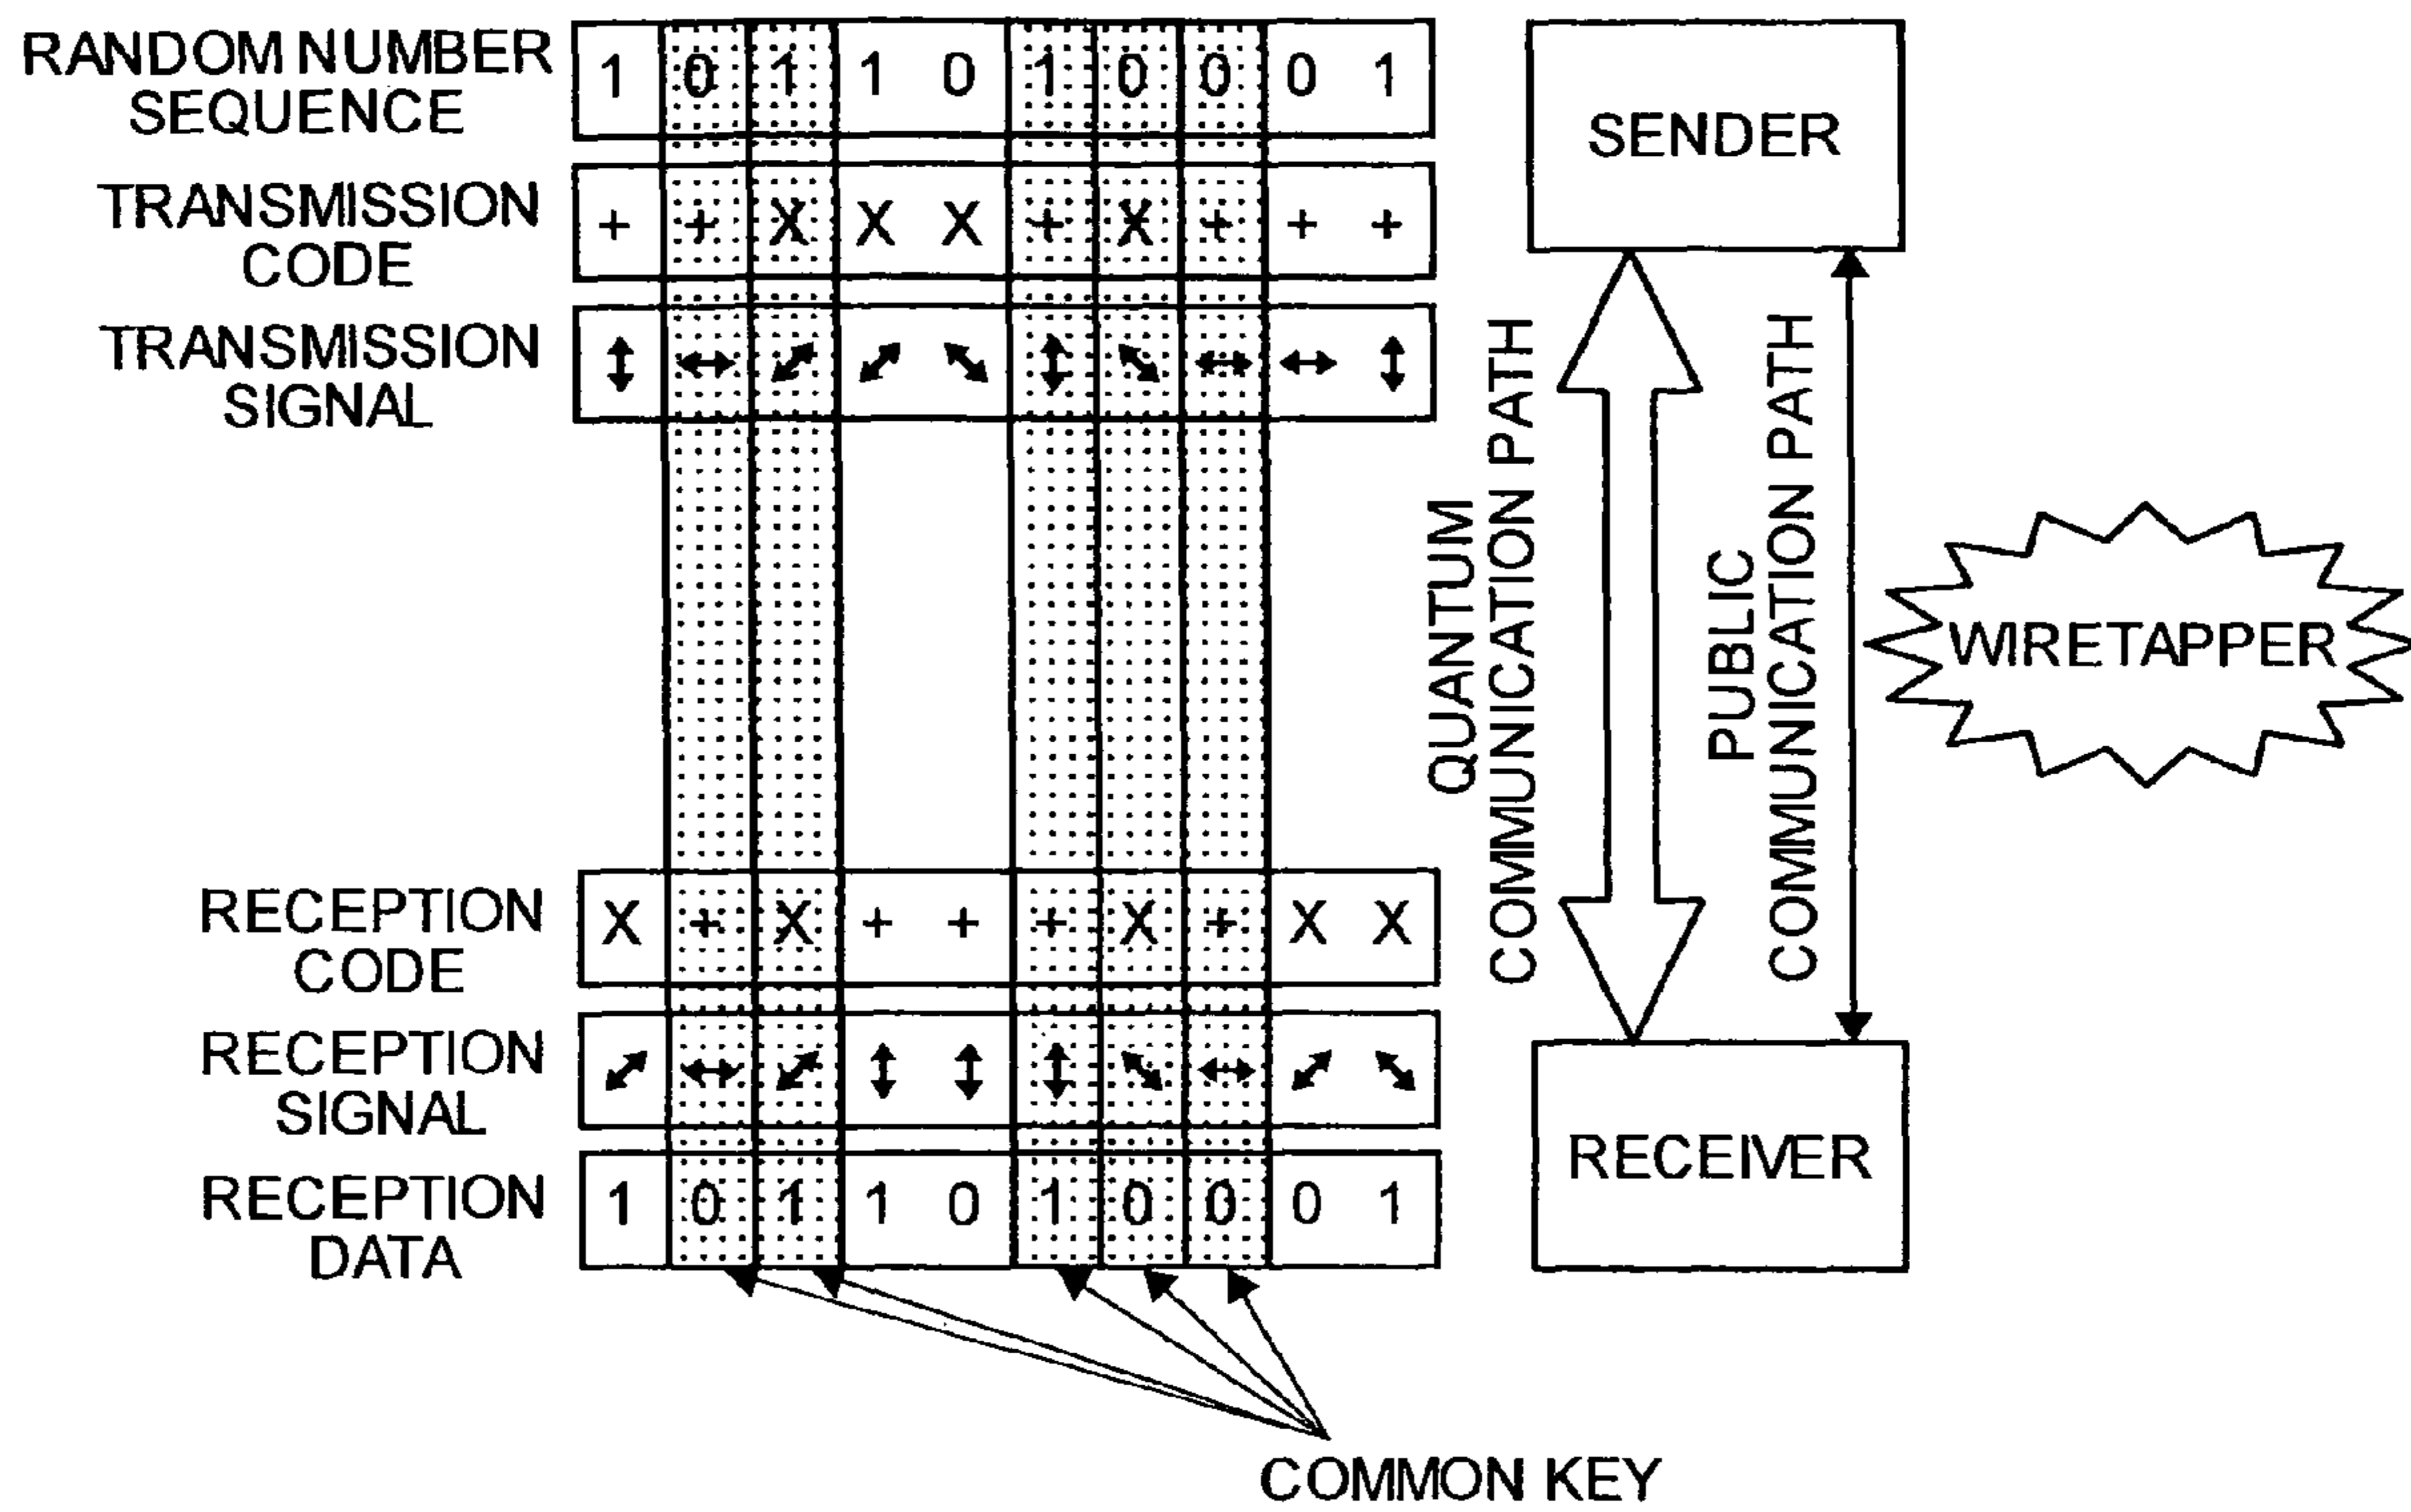 RANDOM NUMBER
SEQUENCE
1 0 1 1 0 1 0 0 0 1
TRANSMISSION
CODE
+ + X X X + X + + +
TRANSMISSION
SIGNAL
↕ ↔ ⤢ ⤢ ⤡ ↕ ⤡ ↔ ↔ ↕
RECEPTION
CODE
X + X + + + X + X X
RECEPTION
SIGNAL
⤢ ↔ ⤢ ↕ ↕ ↕ ⤡ ↔ ⤢ ⤡
RECEPTION
DATA
1 0 1 1 0 1 0 0 0 1
COMMON KEY
SENDER
QUANTUM
COMMUNICATION PATH
PUBLIC
COMMUNICATION PATH
WIRETAPPER
RECEIVER